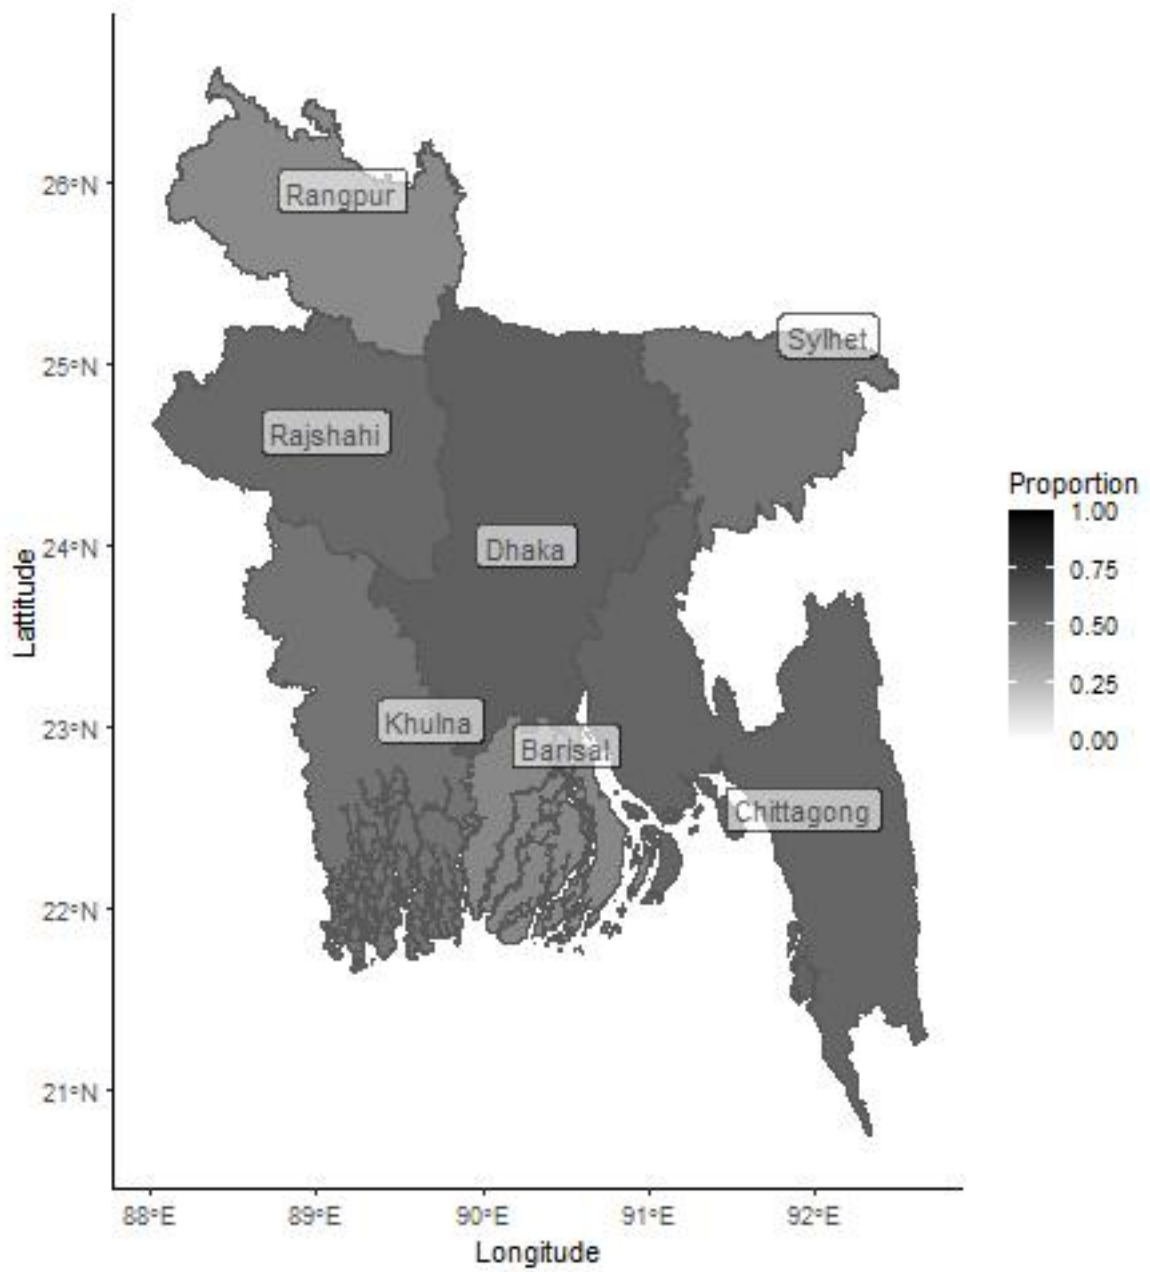 26°N
25°N
24°N
23°N
22°N
21°N
Lattitude
Rangpur
Sylhet
Rajshahi
Dhaka
Khulna
Barisal
Chittagong
88°E
89°E
90°E
91°E
92°E
Longitude
Proportion
1.00
0.75
0.50
0.25
0.00